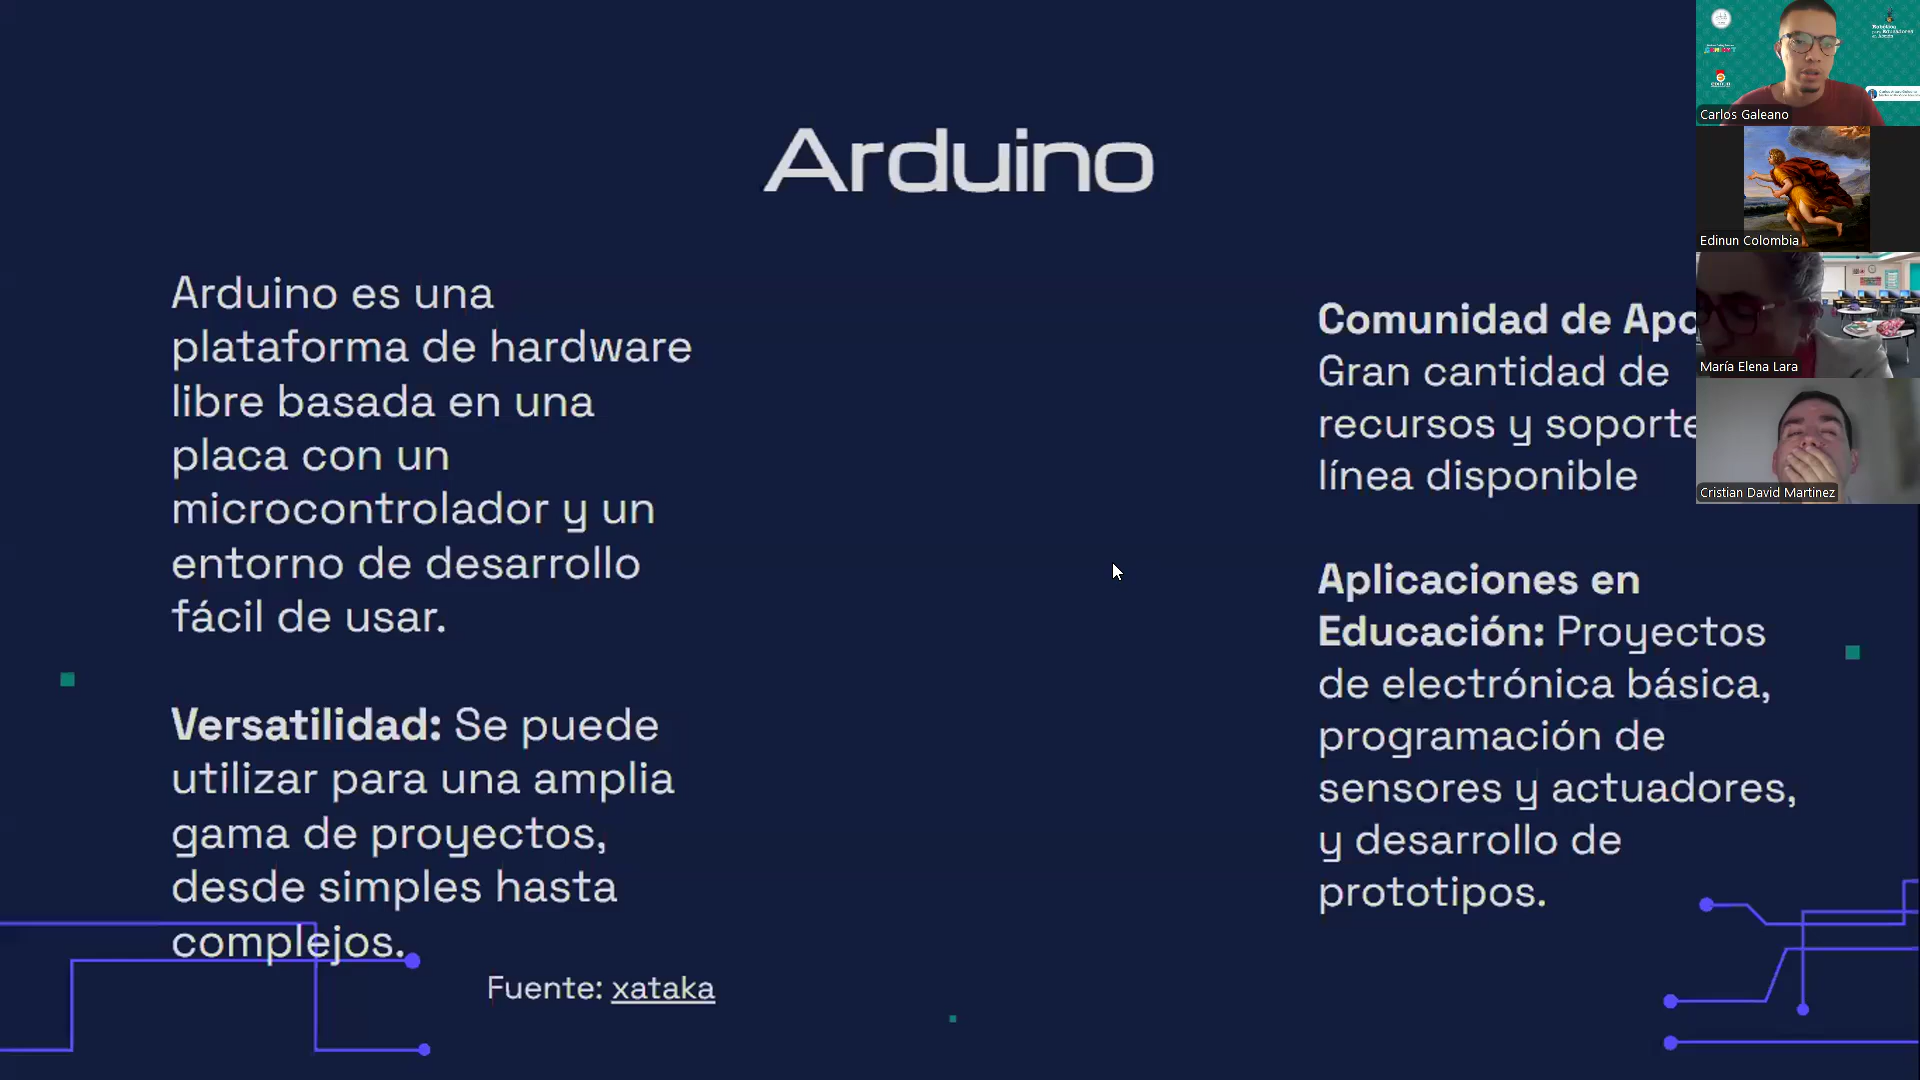 Arduino
Arduino es una
plataforma de hardware
libre basada en una
placa con un
microcontrolador y un
entorno de desarrollo
fácil de usar.
Versatilidad: Se puede
utilizar para una amplia
gama de proyectos,
desde simples hasta
complejos.
Fuente: xataka
Comunidad de
Gran cantidad de
recursos y soporte
línea disponible
Aplicaciones en
Educación: Proyectos
de electrónica básica,
programación de
sensores y actuadores,
y desarrollo de
prototipos.
Carlos Galeano
Edinun Colombia
María Elena Lara
Cristian David Martinez